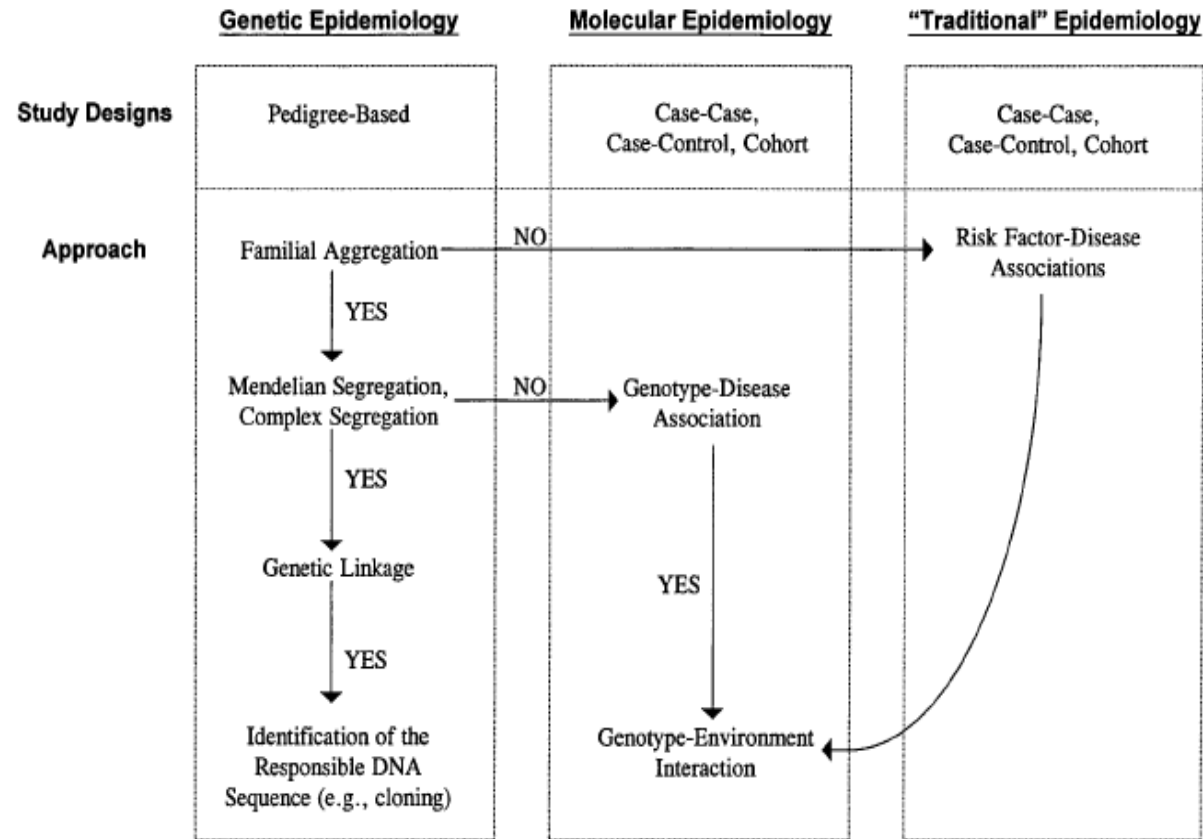 Genetic Epidemiology
Molecular Epidemiology
“Traditional” Epidemiology
Study Designs
Pedigree-Based
Case-Case,
Case-Control, Cohort
Case-Case,
Case-Control, Cohort
Approach
Familial Aggregation
NO
Risk Factor-Disease
Associations
YES
Mendelian Segregation,
Complex Segregation
NO
Genotype-Disease
Association
YES
Genetic Linkage
YES
YES
Identification of the
Responsible DNA
Sequence (e.g., cloning)
Genotype-Environment
Interaction